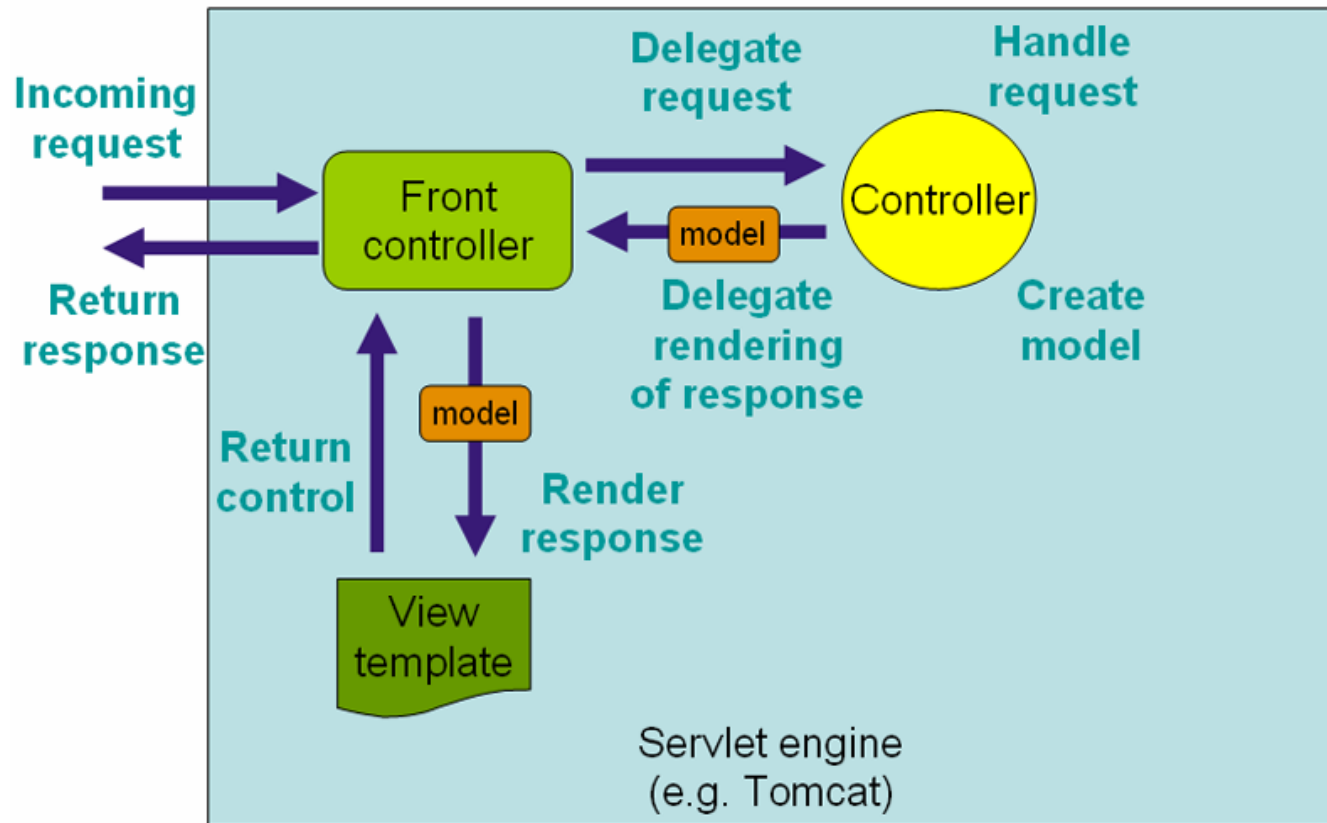 Incoming
request
Return
response
Front
controller
Delegate
request
Handle
request
Controller
model
Delegate
rendering
of response
Create
model
model
Return
control
Render
response
View
template
Servlet engine
(e.g. Tomcat)